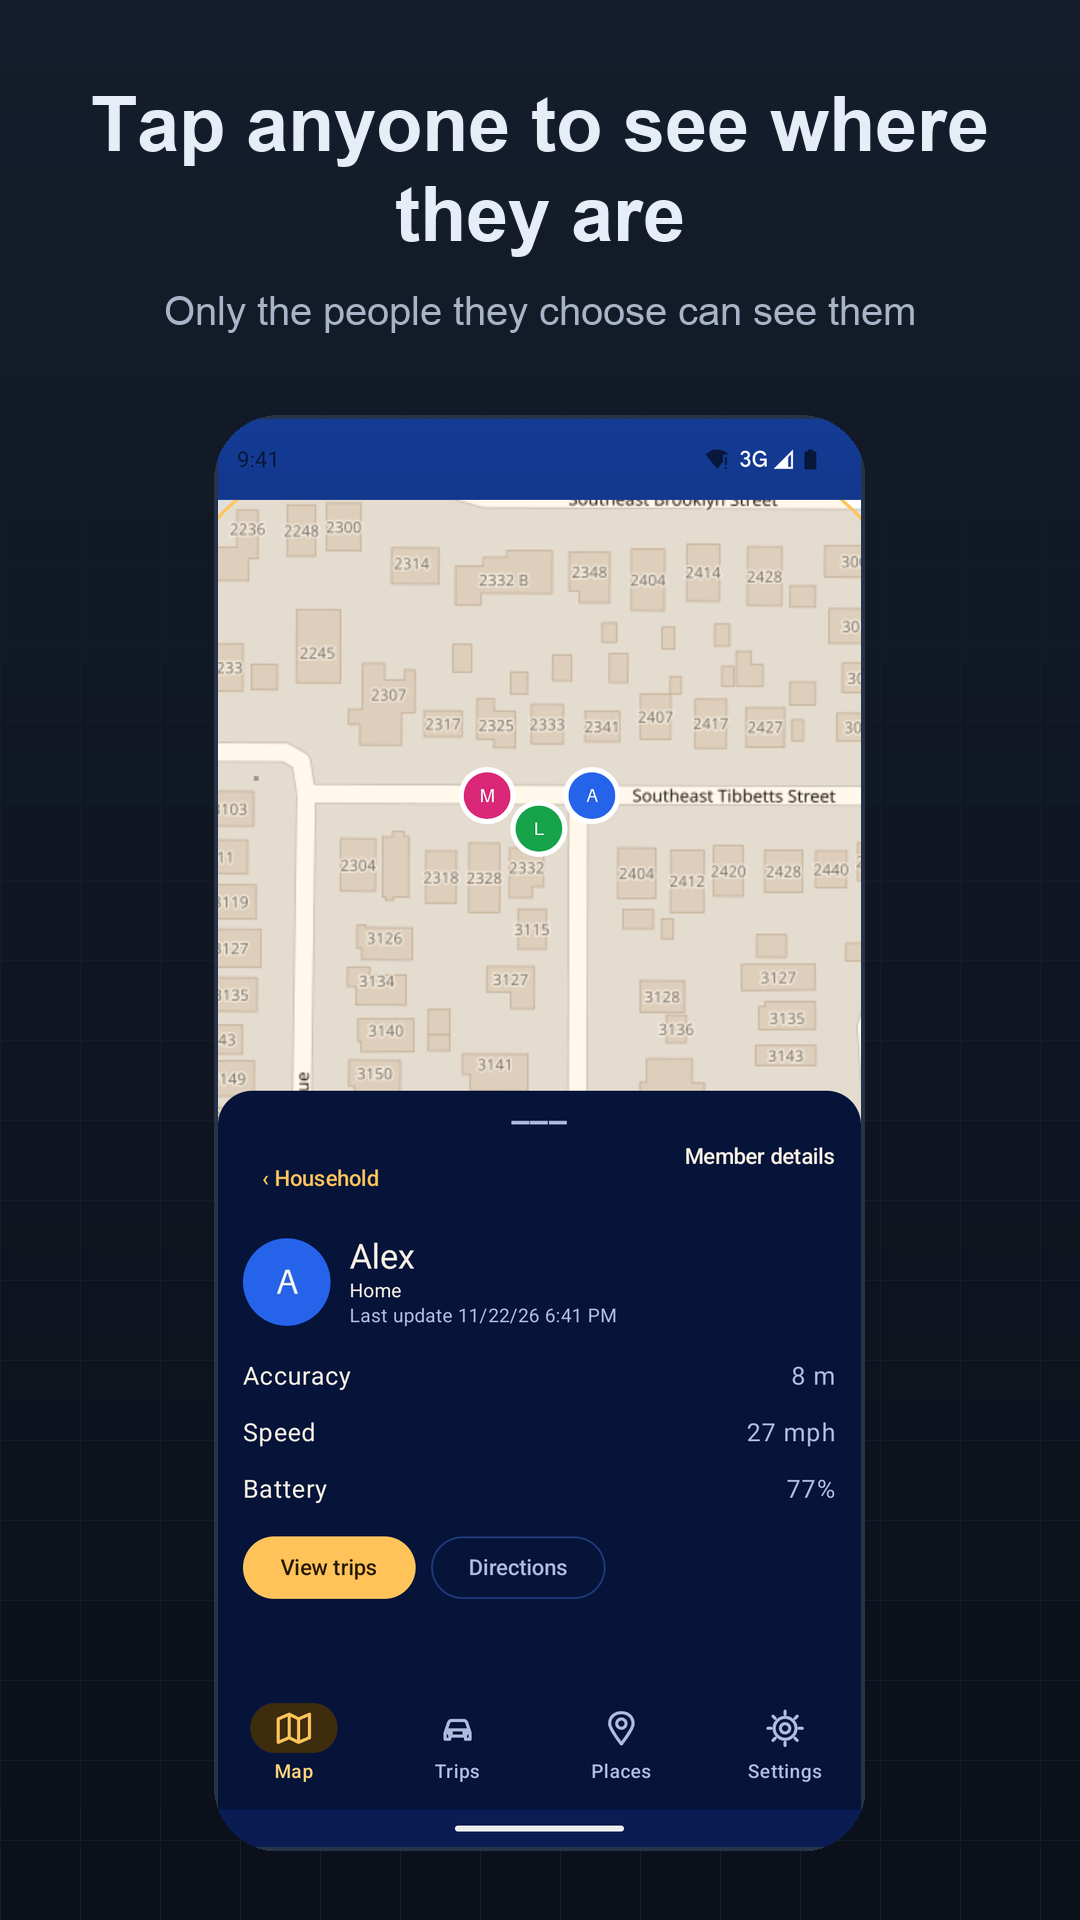 Tap anyone to see where
they are
Only the people they choose can see them
9:41
3G
Southeast Brooklyn Street
2236
2248
2300
2314
2332 B
2348
2404
2414
2428
2245
2307
2317
2325
2333
2341
2407
2417
2427
M
A
L
Southeast Tibbetts Street
2304
2318
2328
2332
2404
2412
2420
2428
2440
3119
3127
3135
3126
3115
3134
3127
3127
3128
3135
3140
3136
3143
3141
3150
‹ Household
Member details
A
Alex
Home
Last update 11/22/26 6:41 PM
Accuracy
8 m
Speed
27 mph
Battery
77%
View trips
Directions
Map
Trips
Places
Settings